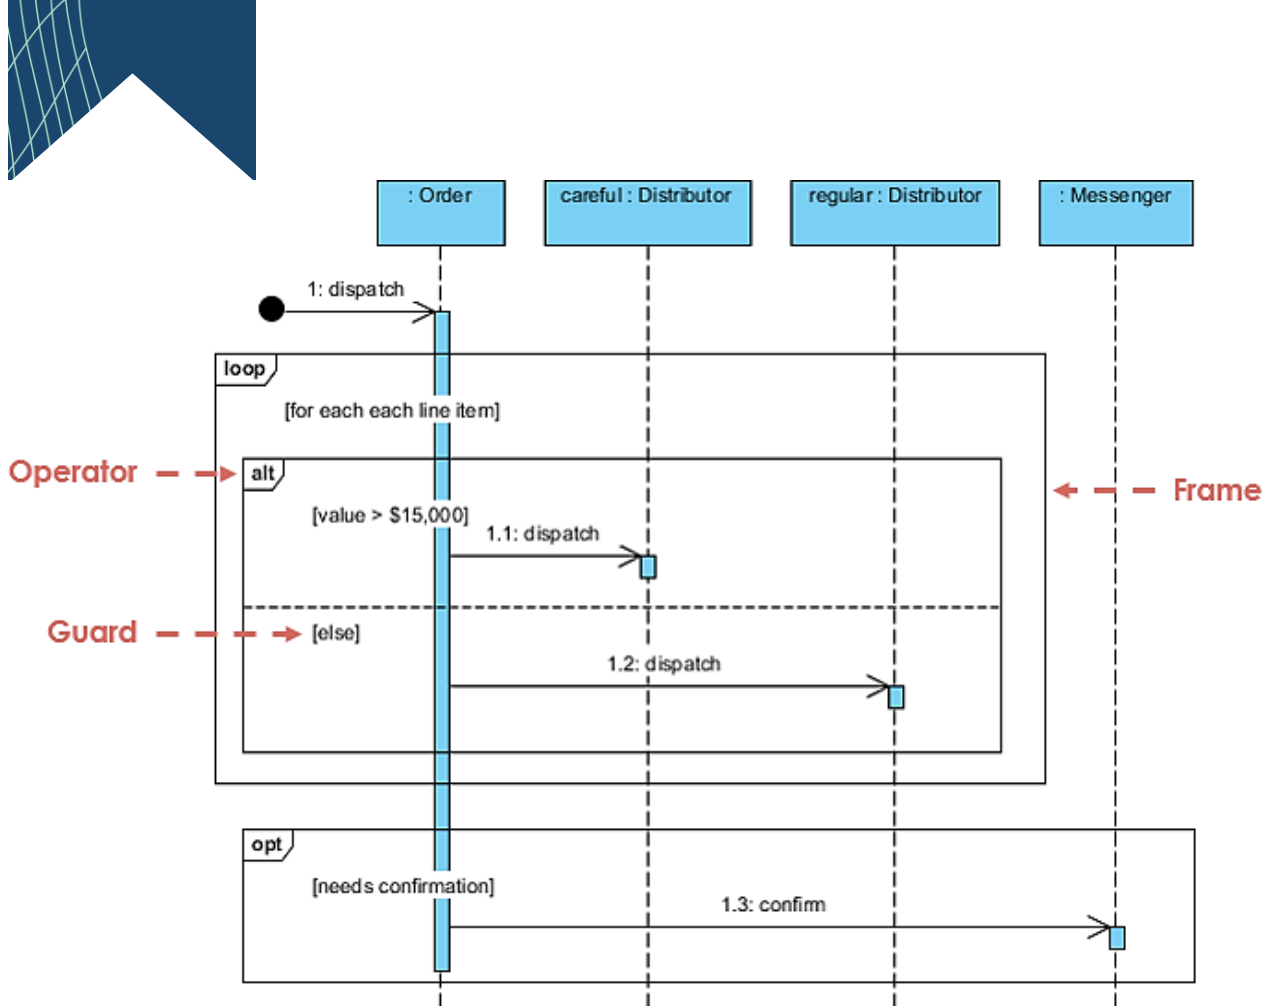 : Order
careful : Distributor
regular : Distributor
: Messenger
1: dispatch
loop
[for each each line item]
Operator
alt
Frame
[value > $15,000]
1.1: dispatch
Guard
[else]
1.2: dispatch
opt
[needs confirmation]
1.3: confirm